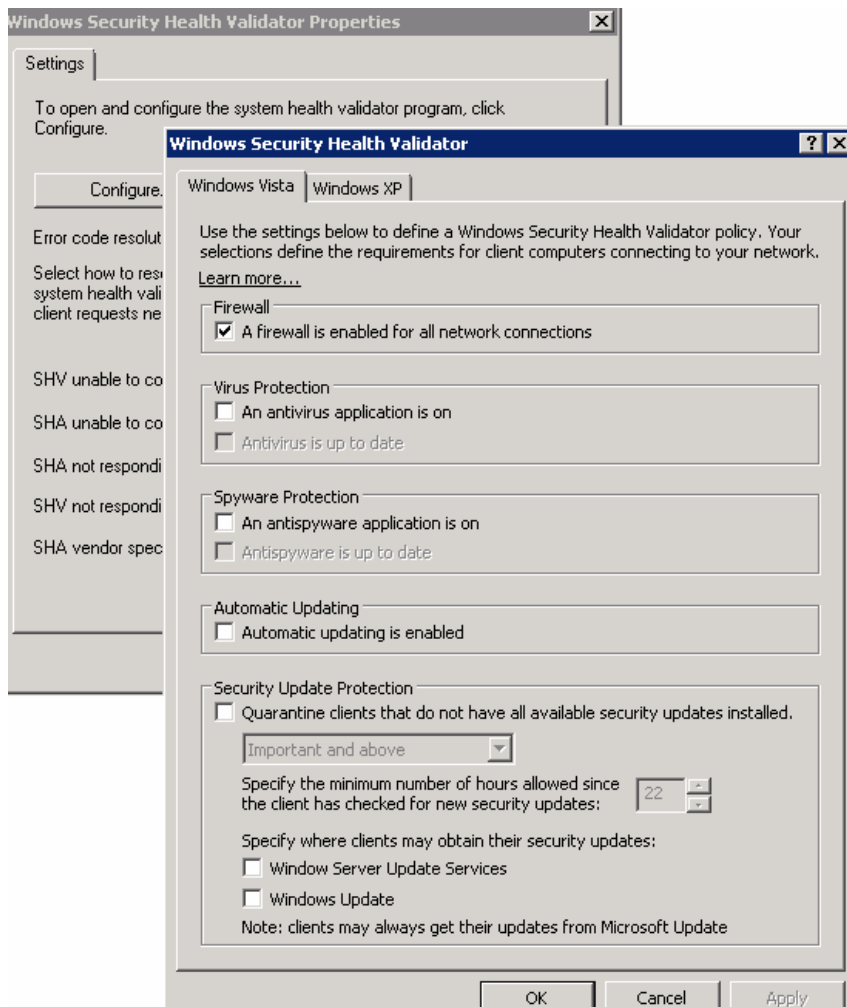 Windows Security Health Validator Properties
Settings
To open and configure the system health validator program, click
Configure.
Configure.
Error code resolut
Select how to res
system health vali
client requests ne
SHV unable to co
SHA unable to co
SHA not respondi
SHV not respondi
SHA vendor spec
Windows Security Health Validator
Windows Vista
Windows XP
Use the settings below to define a Windows Security Health Validator policy. Your
selections define the requirements for client computers connecting to your network.
Learn more...
Firewall
A firewall is enabled for all network connections
Virus Protection
An antivirus application is on
Antivirus is up to date
Spyware Protection
An antispyware application is on
Antispyware is up to date
Automatic Updating
Automatic updating is enabled
Security Update Protection
Quarantine clients that do not have all available security updates installed.
Important and above
Specify the minimum number of hours allowed since
the client has checked for new security updates:
22
Specify where clients may obtain their security updates:
Window Server Update Services
Windows Update
Note: clients may always get their updates from Microsoft Update
OK
Cancel
Apply